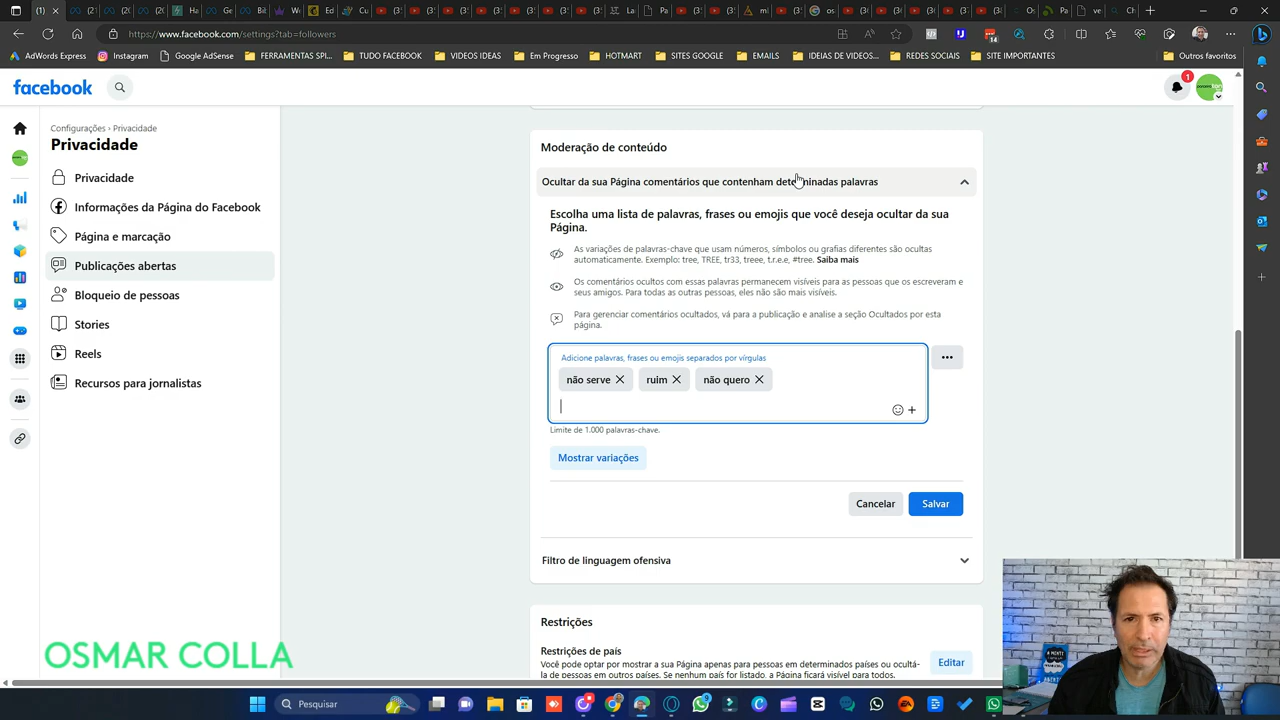 (1)
(20
(20
Ha
Ge
Ge
Bil
W
Ed
Cu
https://www.facebook.com/settings?tab=followers
AdWords Express
Instagram
Google AdSense
FERRAMENTAS SPI...
TUDO FACEBOOK
VIDEOS IDEAS
Em Progresso
HOTMART
SITES GOOGLE
EMAILS
IDEIAS DE VIDEOS...
REDES SOCIAIS
SITE IMPORTANTES
Outros favoritos
facebook
1
Configurações › Privacidade
Privacidade
Privacidade
Informações da Página do Facebook
Página e marcação
Publicações abertas
Bloqueio de pessoas
Stories
Reels
Recursos para jornalistas
Moderação de conteúdo
Ocultar da sua Página comentários que contenham determinadas palavras
Escolha uma lista de palavras, frases ou emojis que você deseja ocultar da sua
Página.
As variações de palavras-chave que usam números, símbolos ou grafias diferentes são ocultas
automaticamente. Exemplo: tree, TREE, tr33, treee, t.r.e.e, #tree. Saiba mais
Os comentários ocultos com essas palavras permanecem visíveis para as pessoas que os escreveram e
seus amigos. Para todas as outras pessoas, eles não são mais visíveis.
Para gerenciar comentários ocultados, vá para a publicação e analise a seção Ocultados por esta
página.
Adicione palavras, frases ou emojis separados por vírgulas
não serve
ruim
não quero
Limite de 1.000 palavras-chave.
Mostrar variações
Cancelar
Salvar
Filtro de linguagem ofensiva
Restrições
Restrições de país
Você pode optar por mostrar a sua Página apenas para pessoas em determinados países ou ocultá-
la de pessoas em outros países. Se nenhum país for listado, a Página ficará visível para todos.
Editar
OSMAR COLLA
Pesquisar